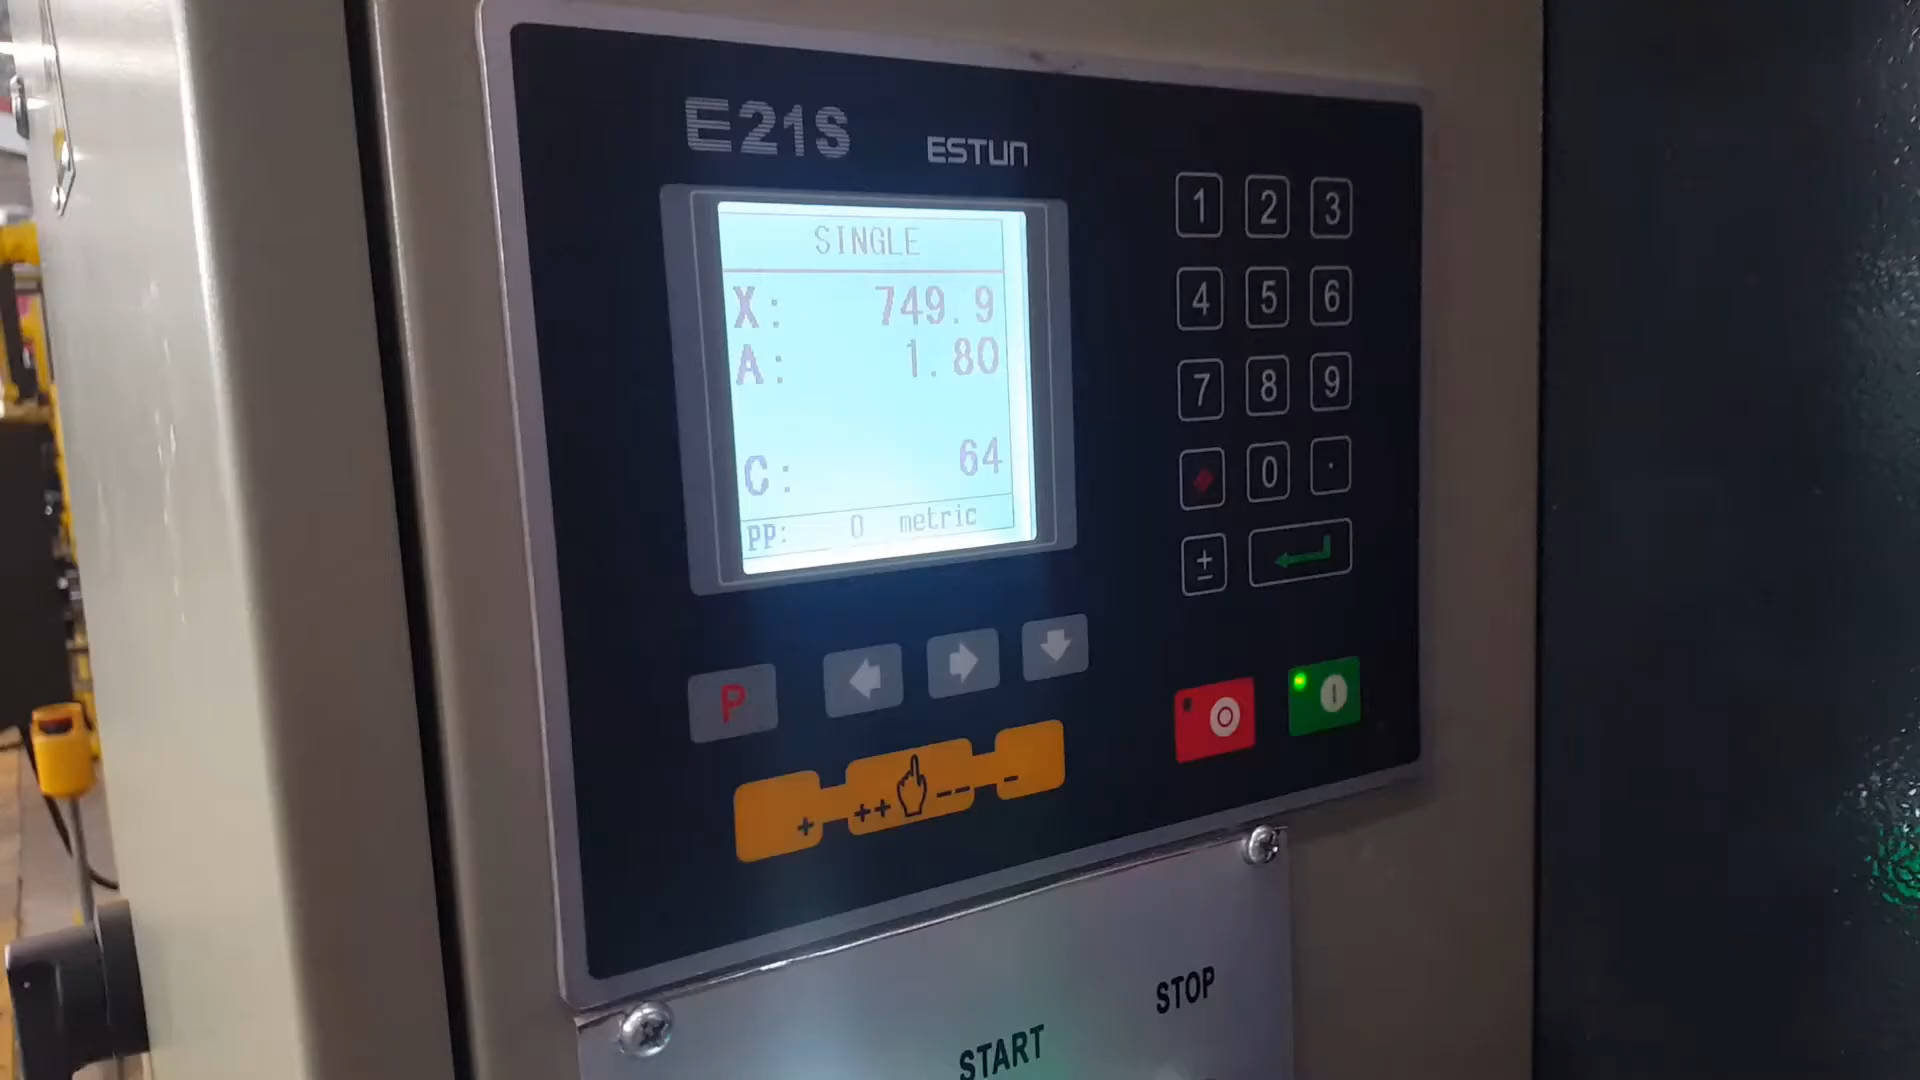 E21S ESTUN
SINGLE
X: 749.9
A: 1.80
C: 64
PP: 0 metric
1 2 3
4 5 6
7 8 9
0 .
±
P
+ ++ -- -
START STOP